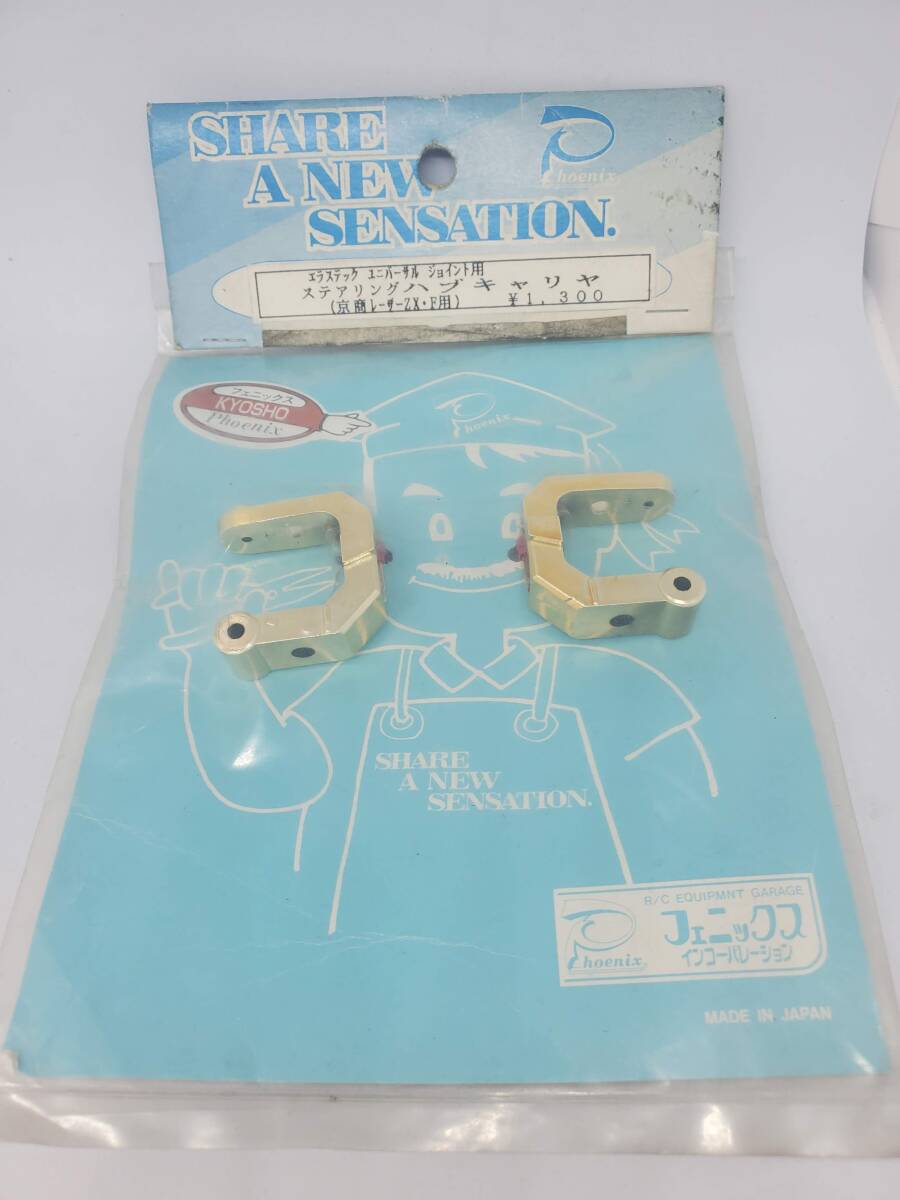 SHARE
A NEW
SENSATION.
Phoenix
エラステック ユニバーサル ジョイント用
ステアリングハブキャリヤ
(京商レーザーZX・F用) ¥1,300
フェニックス
KYOSHO
Phoenix
Phoenix
SHARE
A NEW
SENSATION.
R/C EQUIPMNT GARAGE
Phoenix
フェニックス
インコーパレーション
MADE IN JAPAN